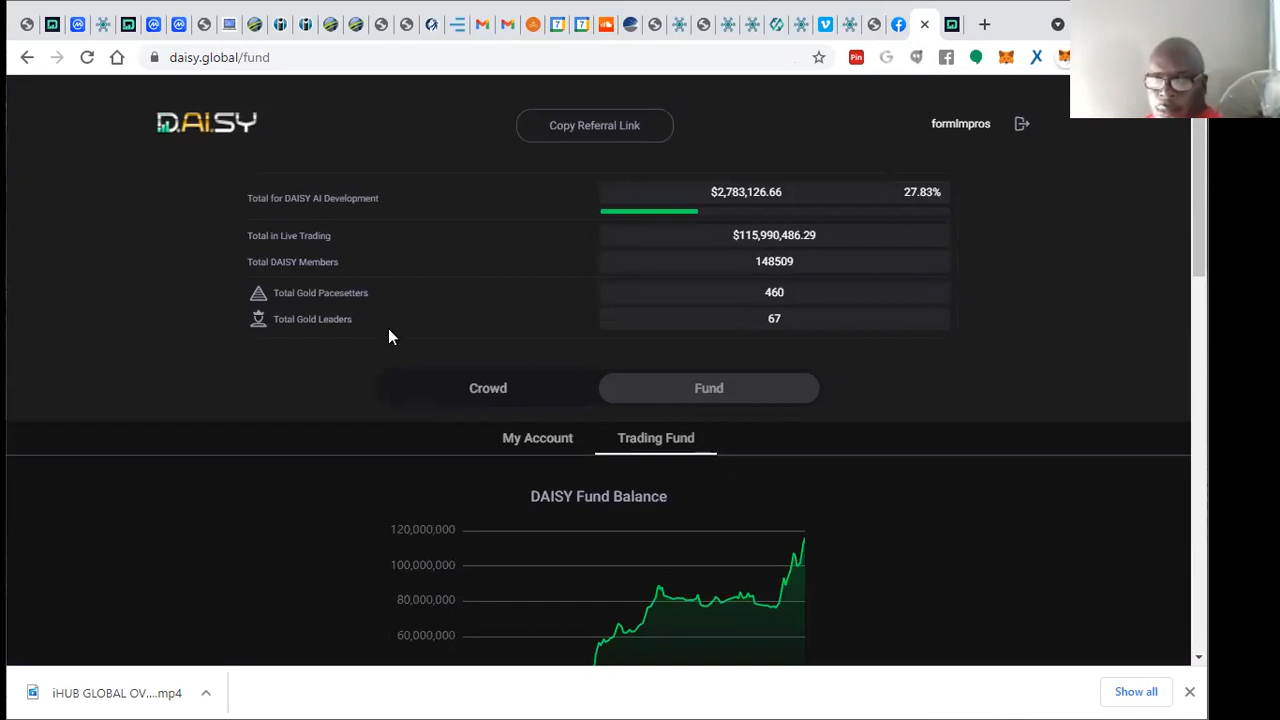 daisy.global/fund
Pin
D.AI.SY
Copy Referral Link
formImpros
Total for DAISY AI Development
$2,783,126.66
27.83%
Total in Live Trading
$115,990,486.29
Total DAISY Members
148509
Total Gold Pacesetters
460
Total Gold Leaders
67
Crowd
Fund
My Account
Trading Fund
DAISY Fund Balance
120,000,000
100,000,000
80,000,000
60,000,000
iHUB GLOBAL OV....mp4
Show all